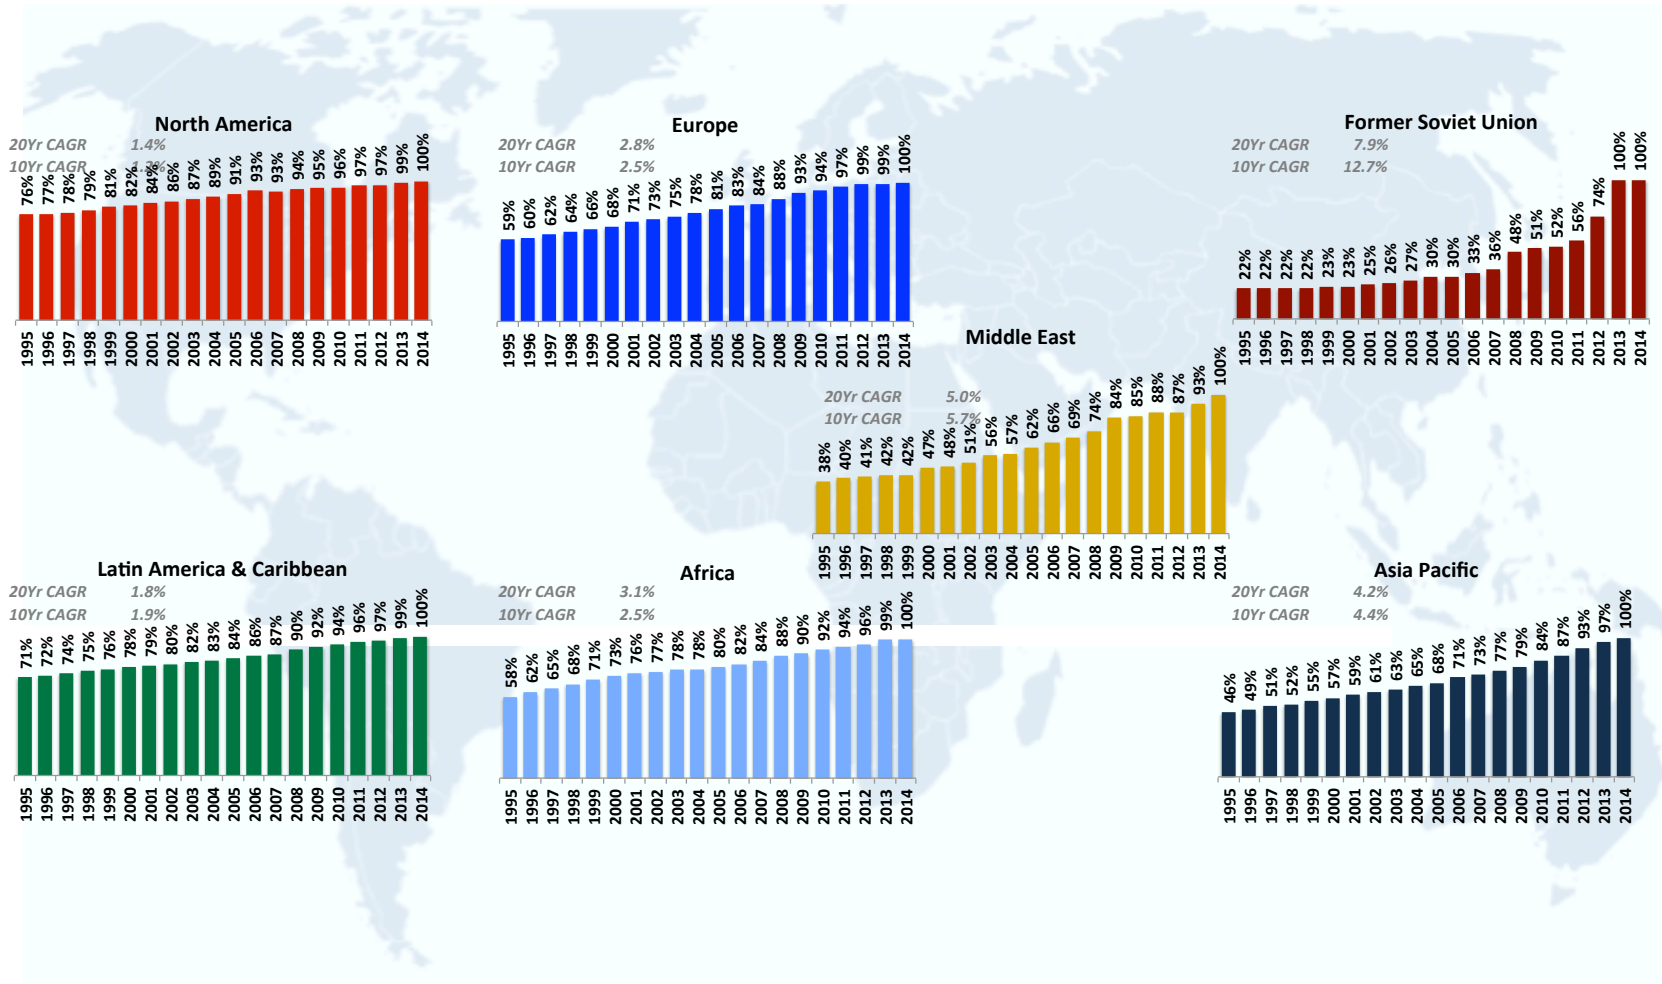 North America
20Yr CAGR 1.4%
10Yr CAGR
76% 77% 78% 79% 81% 82% 84% 86% 87% 89% 91% 93% 93% 94% 95% 96% 97% 97% 99% 100%
1995 1996 1997 1998 1999 2000 2001 2002 2003 2004 2005 2006 2007 2008 2009 2010 2011 2012 2013 2014
Europe
20Yr CAGR 2.8%
10Yr CAGR 2.5%
59% 60% 62% 64% 66% 68% 71% 73% 75% 78% 81% 83% 84% 88% 93% 94% 97% 99% 99% 100%
1995 1996 1997 1998 1999 2000 2001 2002 2003 2004 2005 2006 2007 2008 2009 2010 2011 2012 2013 2014
Former Soviet Union
20Yr CAGR 7.9%
10Yr CAGR 12.7%
22% 22% 22% 22% 23% 23% 25% 26% 27% 30% 30% 33% 36% 48% 51% 52% 56% 74% 100% 100%
1995 1996 1997 1998 1999 2000 2001 2002 2003 2004 2005 2006 2007 2008 2009 2010 2011 2012 2013 2014
Middle East
20Yr CAGR 5.0%
10Yr CAGR 5.7%
38% 40% 41% 42% 42% 47% 48% 51% 56% 57% 62% 66% 69% 74% 84% 85% 88% 87% 93% 100%
1995 1996 1997 1998 1999 2000 2001 2002 2003 2004 2005 2006 2007 2008 2009 2010 2011 2012 2013 2014
Latin America & Caribbean
20Yr CAGR 1.8%
10Yr CAGR 1.9%
71% 72% 74% 75% 76% 78% 79% 80% 82% 83% 84% 86% 87% 90% 92% 94% 96% 97% 99% 100%
1995 1996 1997 1998 1999 2000 2001 2002 2003 2004 2005 2006 2007 2008 2009 2010 2011 2012 2013 2014
Africa
20Yr CAGR 3.1%
10Yr CAGR 2.5%
58% 62% 65% 68% 71% 73% 76% 77% 78% 78% 80% 82% 84% 88% 90% 92% 94% 96% 99% 100%
1995 1996 1997 1998 1999 2000 2001 2002 2003 2004 2005 2006 2007 2008 2009 2010 2011 2012 2013 2014
Asia Pacific
20Yr CAGR 4.2%
10Yr CAGR 4.4%
46% 49% 51% 52% 55% 57% 59% 61% 63% 65% 68% 71% 73% 77% 79% 84% 87% 93% 97% 100%
1995 1996 1997 1998 1999 2000 2001 2002 2003 2004 2005 2006 2007 2008 2009 2010 2011 2012 2013 2014